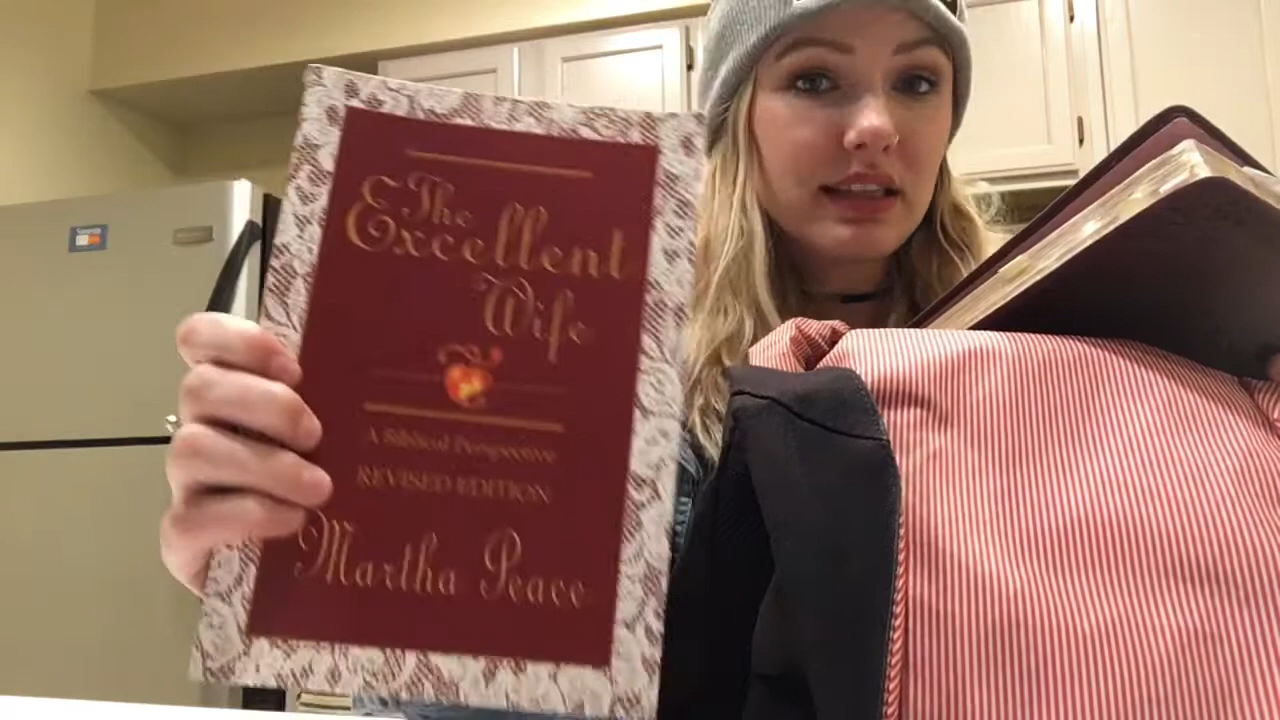 The
Excellent
Wife
A Biblical Perspective
REVISED EDITION
Martha Peace